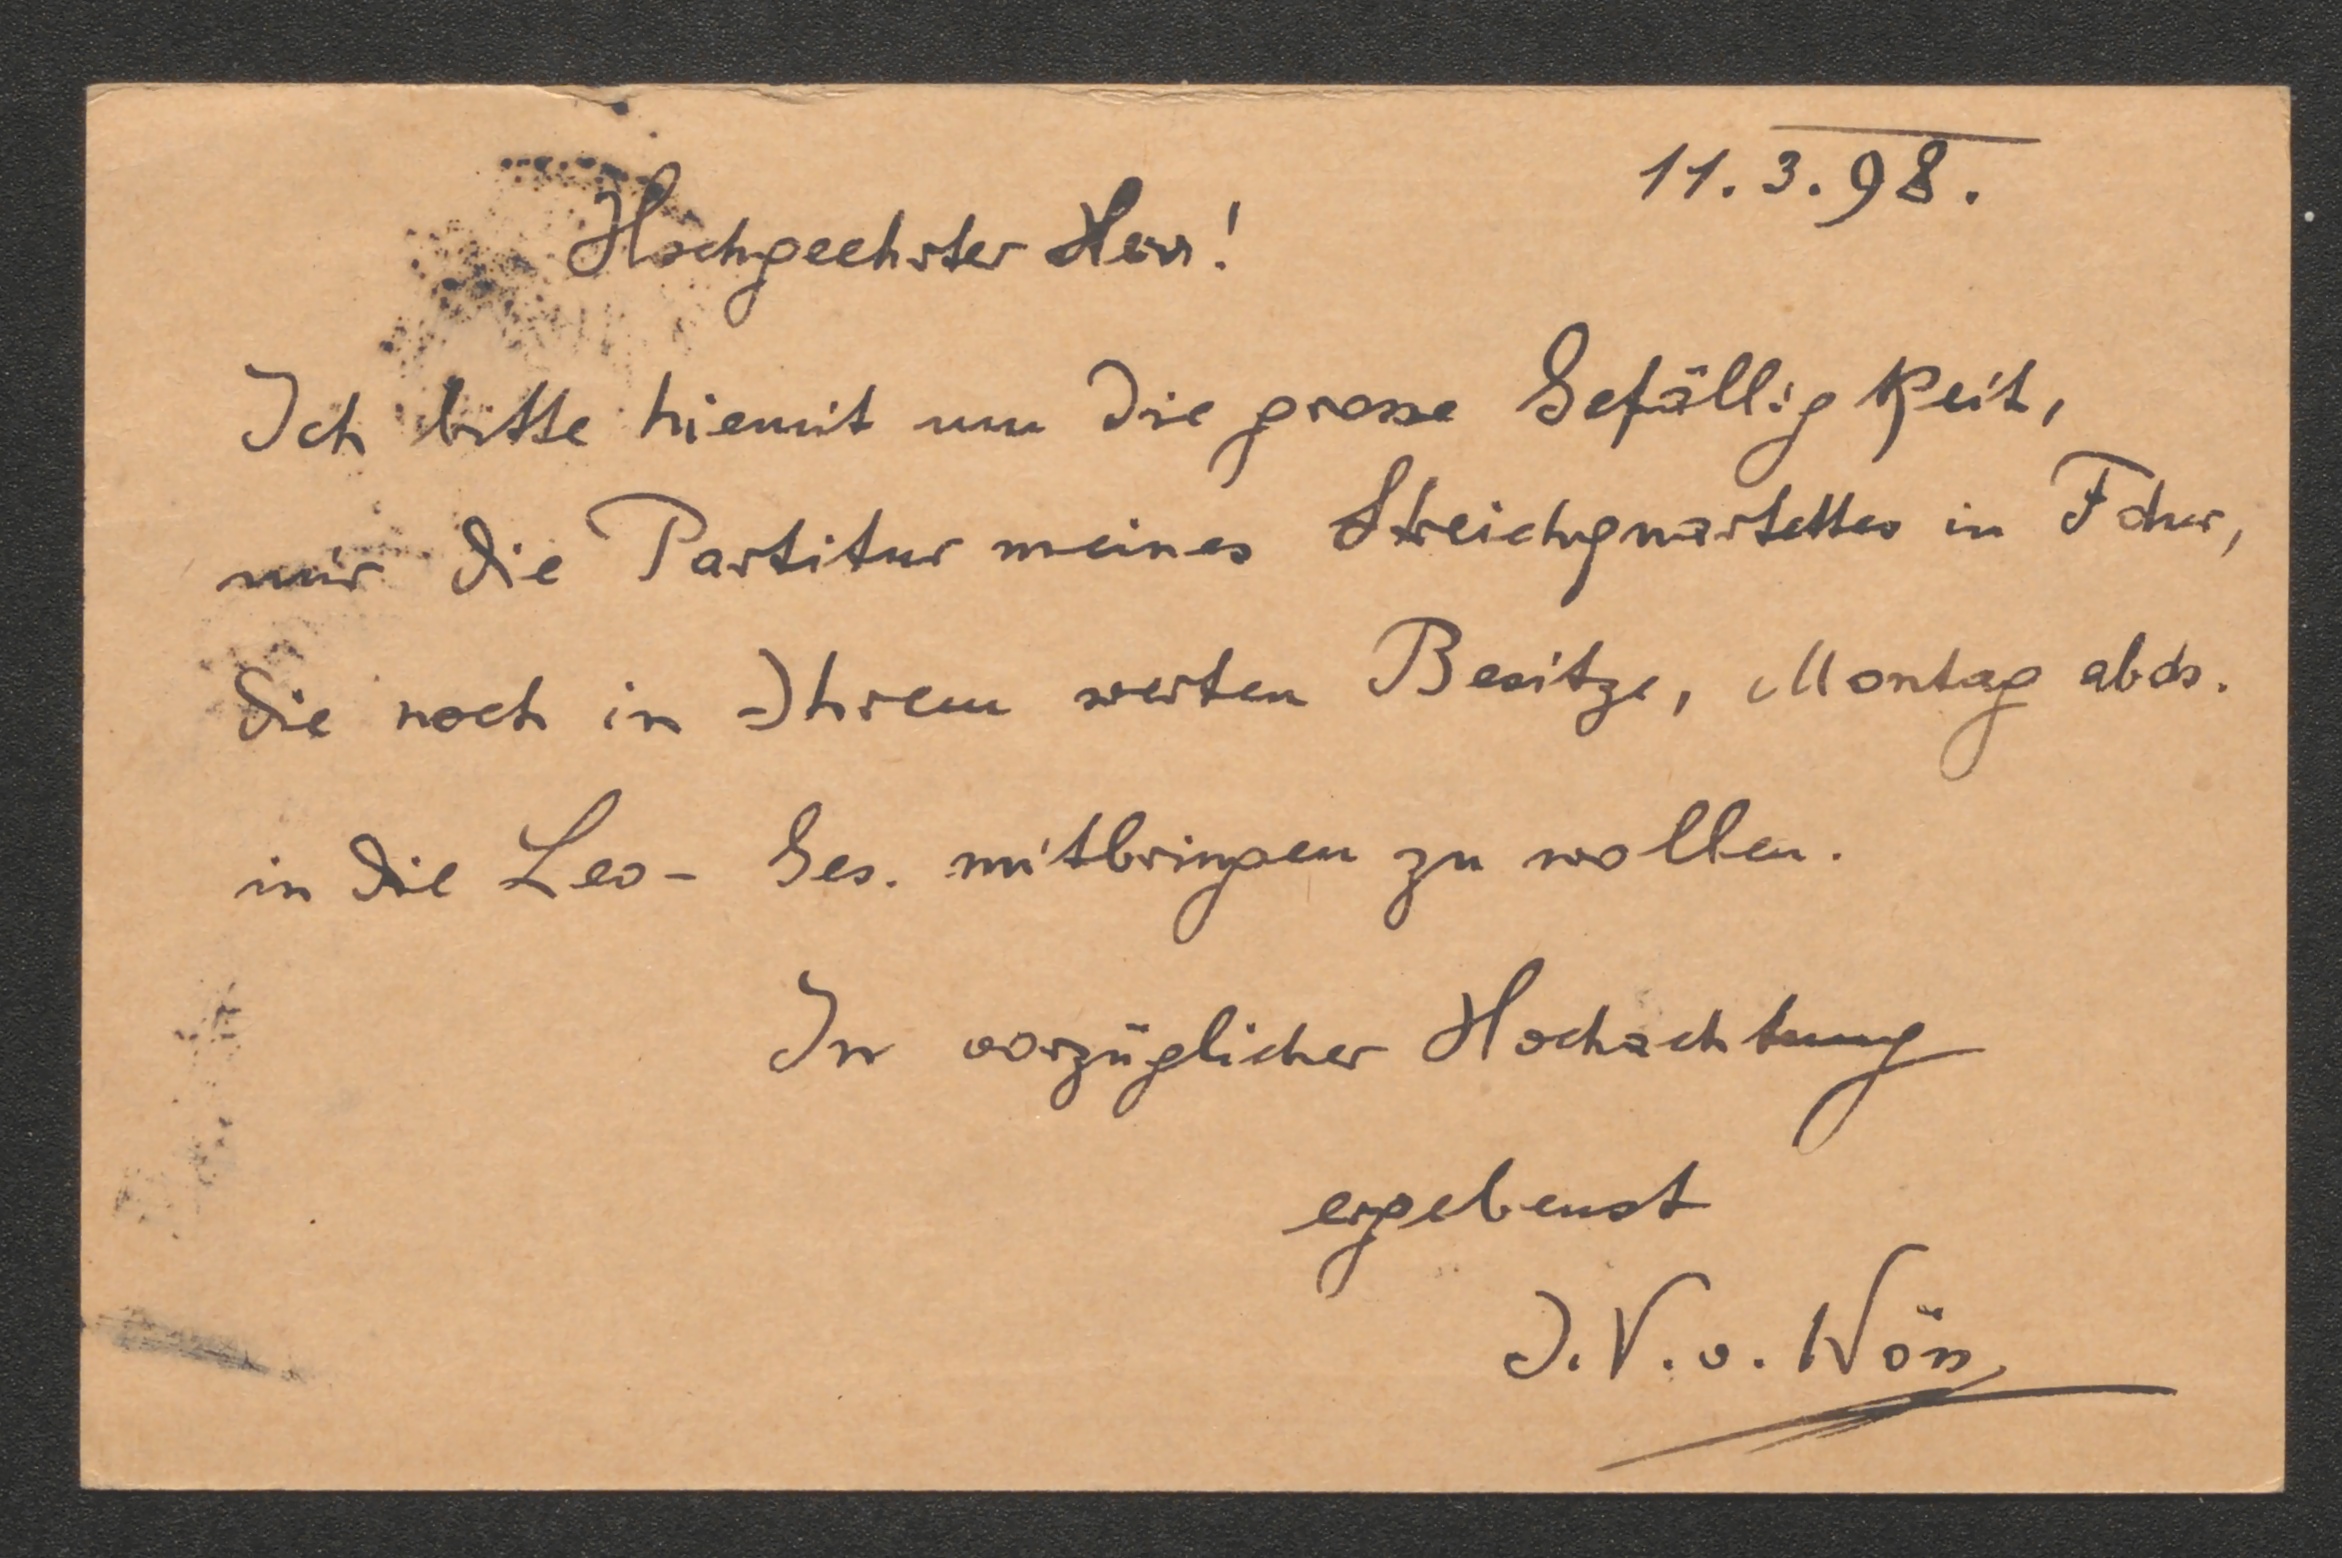 11.3.98.
Hochgeehrter Herr!
Ich bitte hiemit um die grosse Gefälligkeit,
mir die Partitur meines Streichquartettes in Fdur,
die noch in Ihrem werten Besitze, Montag abds.
in die Leo-Ges. mitbringen zu wollen.
In vorzüglicher Hochachtung
ergebenst
J.V.v.Wöss